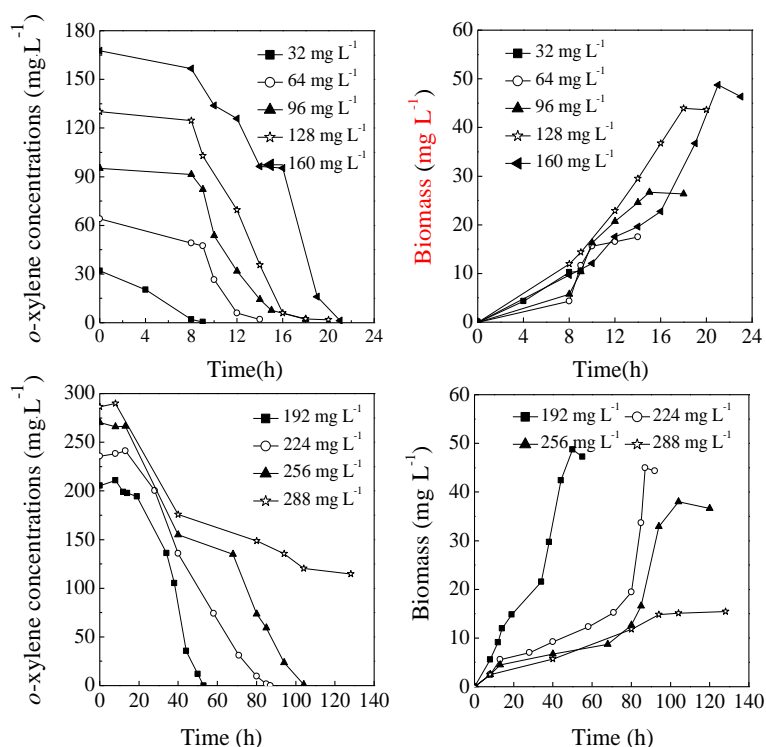 180
150
120
90
60
30
0
0 4 8 12 16 20 24
o-xylene concentrations (mg.L-1)
Time(h)
32 mg L-1
64 mg L-1
96 mg L-1
128 mg L-1
160 mg L-1
60
50
40
30
20
10
0
0 4 8 12 16 20 24
Biomass (mg L-1)
Time(h)
32 mg L-1
64 mg L-1
96 mg L-1
128 mg L-1
160 mg L-1
300
250
200
150
100
50
0
0 20 40 60 80 100 120 140
o-xylene concentrations (mg.L-1)
Time (h)
192 mg L-1
224 mg L-1
256 mg L-1
288 mg L-1
60
50
40
30
20
10
0
0 20 40 60 80 100 120 140
Biomass (mg L-1)
Time (h)
192 mg L-1 224 mg L-1
256 mg L-1 288 mg L-1